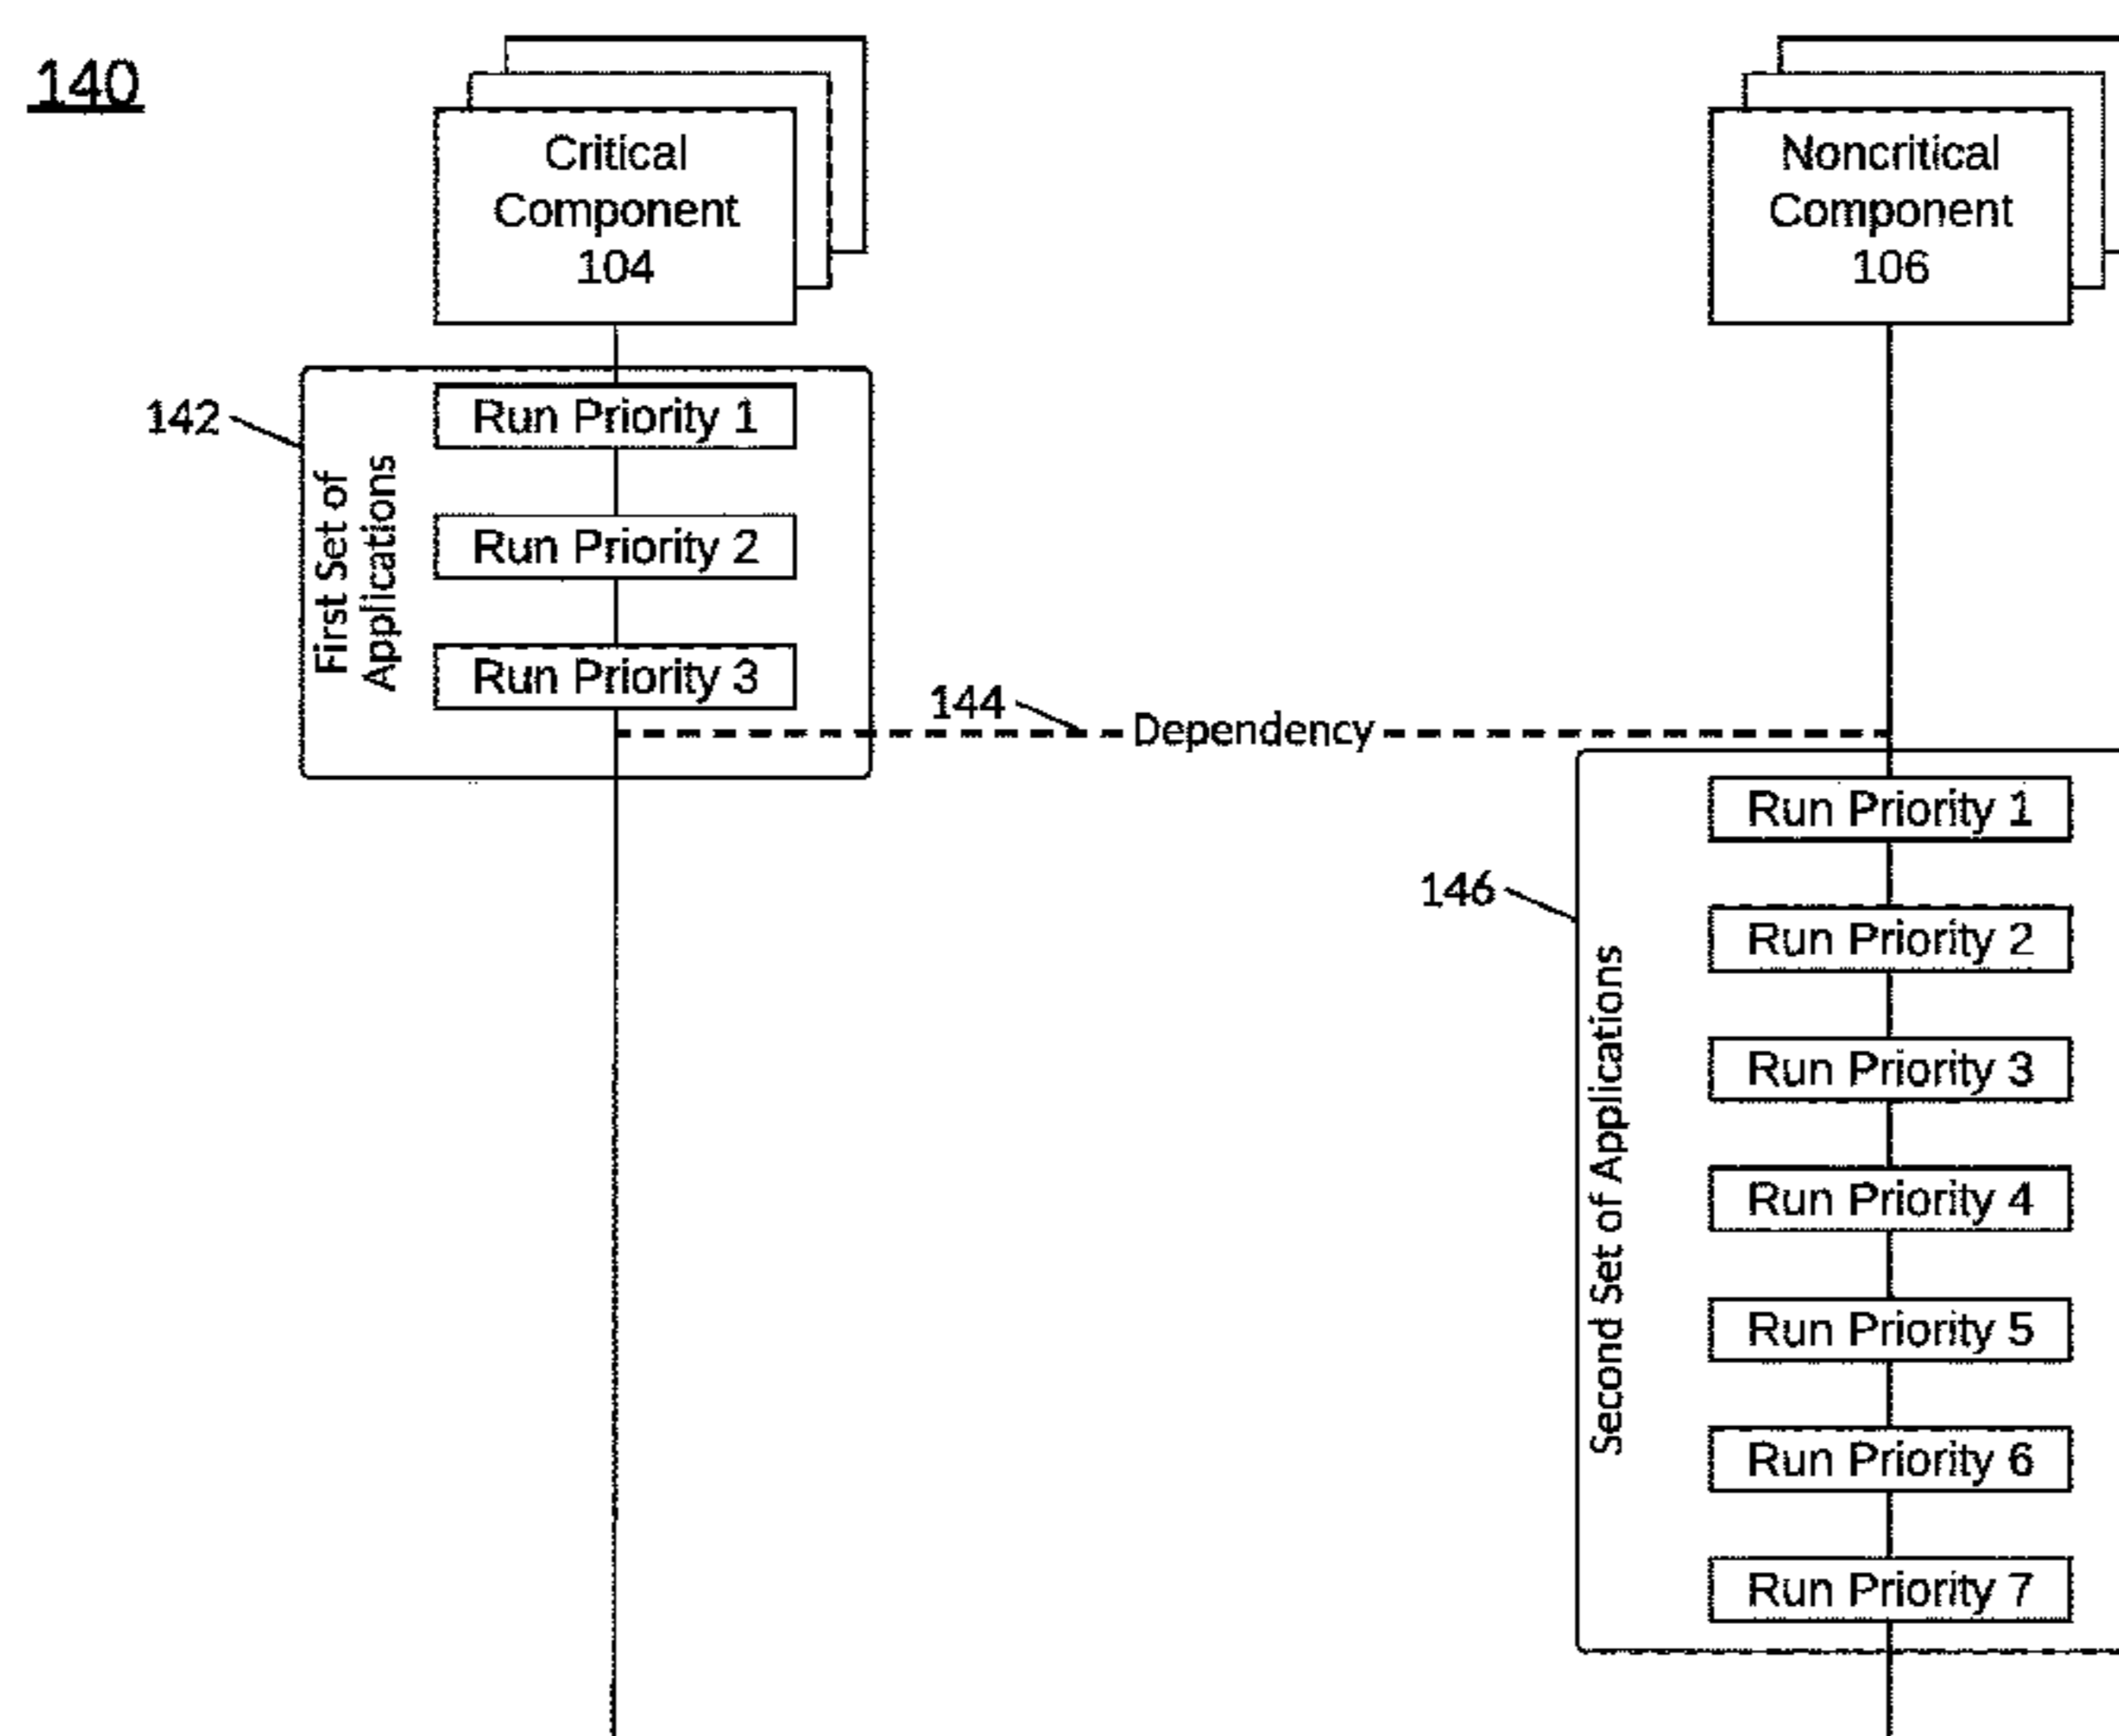 140
Critical
Component
104
Noncritical
Component
106
142
First Set of
Applications
Run Priority 1
Run Priority 2
Run Priority 3
144
Dependency
146
Second Set of Applications
Run Priority 1
Run Priority 2
Run Priority 3
Run Priority 4
Run Priority 5
Run Priority 6
Run Priority 7